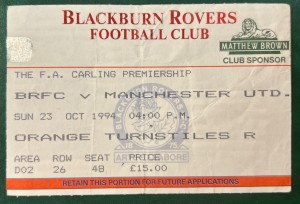 BLACKBURN ROVERS
FOOTBALL CLUB
MATTHEW BROWN
CLUB SPONSOR
THE F.A. CARLING PREMIERSHIP
BRFC V MANCHESTER UTD.
SUN 23 OCT 1994 04:00 P.M.
ORANGE TURNSTILES R
AREA ROW SEAT PRICE
D02 26 48 £15.00
RETAIN THIS PORTION FOR FUTURE APPLICATIONS